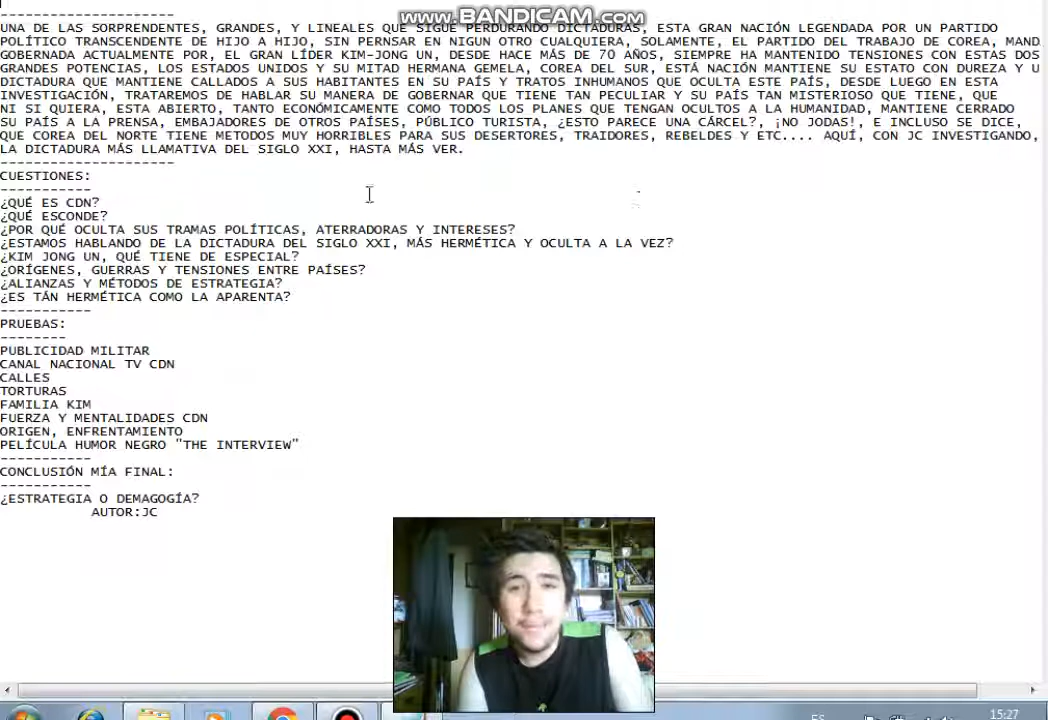 www.BANDICAM.com
---------------------
UNA DE LAS SORPRENDENTES, GRANDES, Y LINEALES QUE SIGUE PERDURANDO DICTADURAS, ESTA GRAN NACIÓN LEGENDADA POR UN PARTIDO
POLÍTICO TRANSCENDENTE DE HIJO A HIJO, SIN PERNSAR EN NIGUN OTRO CUALQUIERA, SOLAMENTE, EL PARTIDO DEL TRABAJO DE COREA, MAND
GOBERNADA ACTUALMENTE POR, EL GRAN LÍDER KIM-JONG UN, DESDE HACE MÁS DE 70 AÑOS, SIEMPRE HA MANTENIDO TENSIONES CON ESTAS DOS
GRANDES POTENCIAS, LOS ESTADOS UNIDOS Y SU MITAD HERMANA GEMELA, COREA DEL SUR, ESTÁ NACIÓN MANTIENE SU ESTATO CON DUREZA Y U
DICTADURA QUE MANTIENE CALLADOS A SUS HABITANTES EN SU PAÍS Y TRATOS INHUMANOS QUE OCULTA ESTE PAÍS, DESDE LUEGO EN ESTA
INVESTIGACIÓN, TRATAREMOS DE HABLAR SU MANERA DE GOBERNAR QUE TIENE TAN PECULIAR Y SU PAÍS TAN MISTERIOSO QUE TIENE, QUE
NI SI QUIERA, ESTA ABIERTO, TANTO ECONÓMICAMENTE COMO TODOS LOS PLANES QUE TENGAN OCULTOS A LA HUMANIDAD, MANTIENE CERRADO
SU PAÍS A LA PRENSA, EMBAJADORES DE OTROS PAÍSES, PÚBLICO TURISTA, ¿ESTO PARECE UNA CÁRCEL?, ¡NO JODAS!, E INCLUSO SE DICE,
QUE COREA DEL NORTE TIENE METODOS MUY HORRIBLES PARA SUS DESERTORES, TRAIDORES, REBELDES Y ETC.... AQUÍ, CON JC INVESTIGANDO,
LA DICTADURA MÁS LLAMATIVA DEL SIGLO XXI, HASTA MÁS VER.
---------------------
CUESTIONES:
-----------
¿QUÉ ES CDN?
¿QUÉ ESCONDE?
¿POR QUÉ OCULTA SUS TRAMAS POLÍTICAS, ATERRADORAS Y INTERESES?
¿ESTAMOS HABLANDO DE LA DICTADURA DEL SIGLO XXI, MÁS HERMÉTICA Y OCULTA A LA VEZ?
¿KIM JONG UN, QUÉ TIENE DE ESPECIAL?
¿ORÍGENES, GUERRAS Y TENSIONES ENTRE PAÍSES?
¿ALIANZAS Y MÉTODOS DE ESTRATEGIA?
¿ES TÁN HERMÉTICA COMO LA APARENTA?
-----------
PRUEBAS:
--------
PUBLICIDAD MILITAR
CANAL NACIONAL TV CDN
CALLES
TORTURAS
FAMILIA KIM
FUERZA Y MENTALIDADES CDN
ORIGEN, ENFRENTAMIENTO
PELÍCULA HUMOR NEGRO "THE INTERVIEW"
-----------
CONCLUSIÓN MÍA FINAL:
-----------
¿ESTRATEGIA O DEMAGOGÍA?
AUTOR:JC
ES
15:27